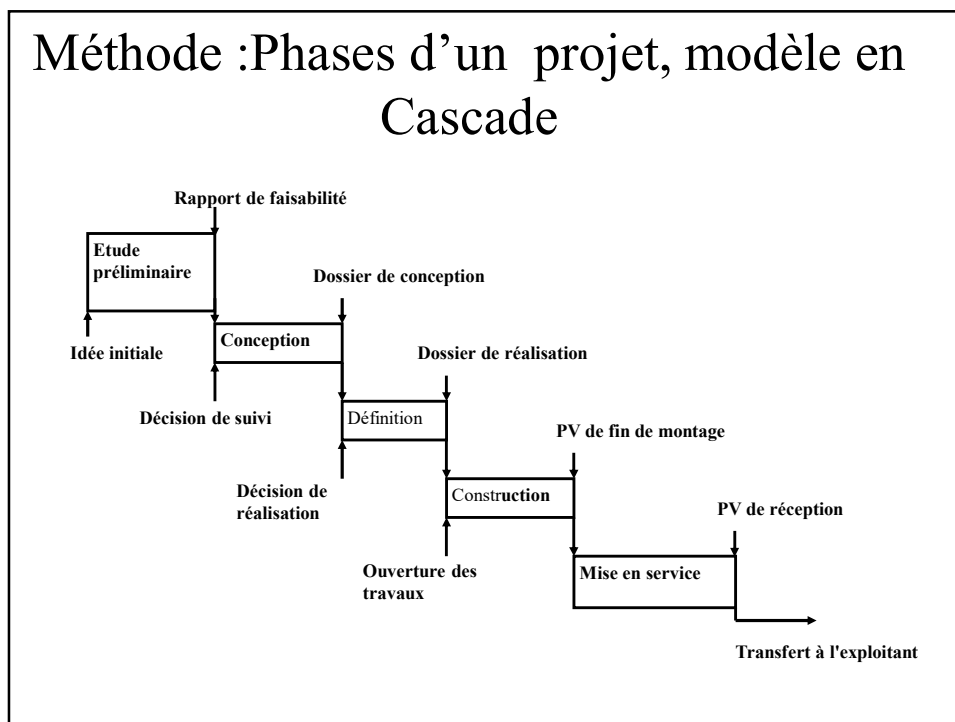 Méthode :Phases d’un projet, modèle en
Cascade
Rapport de faisabilité
Etude
préliminaire
Dossier de conception
Conception
Idée initiale
Dossier de réalisation
Décision de suivi
Définition
PV de fin de montage
Décision de
réalisation
Construction
PV de réception
Ouverture des
travaux
Mise en service
Transfert à l'exploitant